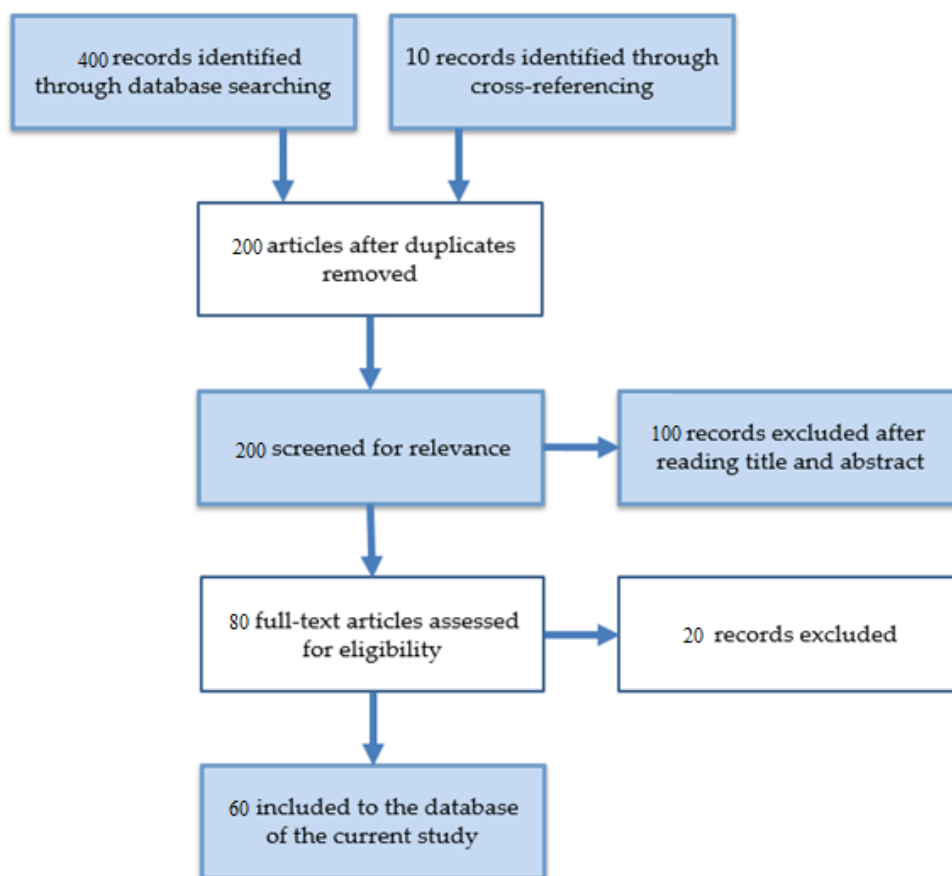 400 records identified
through database searching
10 records identified through
cross-referencing
200 articles after duplicates
removed
200 screened for relevance
100 records excluded after
reading title and abstract
80 full-text articles assessed
for eligibility
20 records excluded
60 included to the database
of the current study